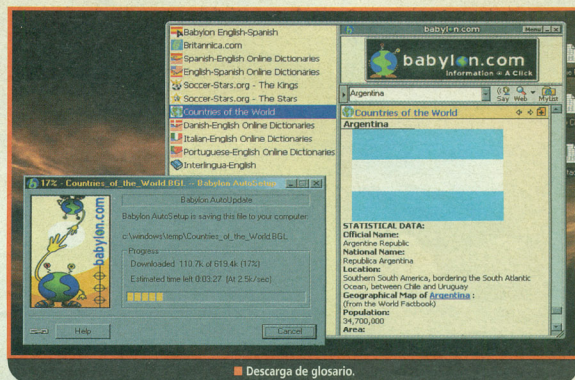 Babylon English-Spanish
Britannica.com
Spanish-English Online Dictionaries
English-Spanish Online Dictionaries
Soccer-Stars.org - The Kings
Soccer-Stars.org - The Stars
Countries of the World
Danish-English Online Dictionaries
Italian-English Online Dictionaries
Portuguese-English Online Dictionaries
Interlingua-English
babylon.com
Menu
babylon.com
Information @ A Click
Argentina
Say Web MyList
Countries of the World
Argentina
STATISTICAL DATA:
Official Name:
Argentine Republic
National Name:
Republica Argentina
Location:
Southern South America, bordering the South Atlantic
Ocean, between Chile and Uruguay
Geographical Map of Argentina :
(from the World Factbook)
Population:
34,700,000
Area:
17% - Countries_of_the_World.BGL -- Babylon AutoSetup
babylon.com
Babylon AutoUpdate
Babylon AutoSetup is saving this file to your computer:
c:\windows\temp\Countries_of_the_World.BGL
Progress
Downloaded 110.7k of 619.4k (17%)
Estimated time left 0:03:27 (At 2.5k/sec)
Help
Cancel
Descarga de glosario.